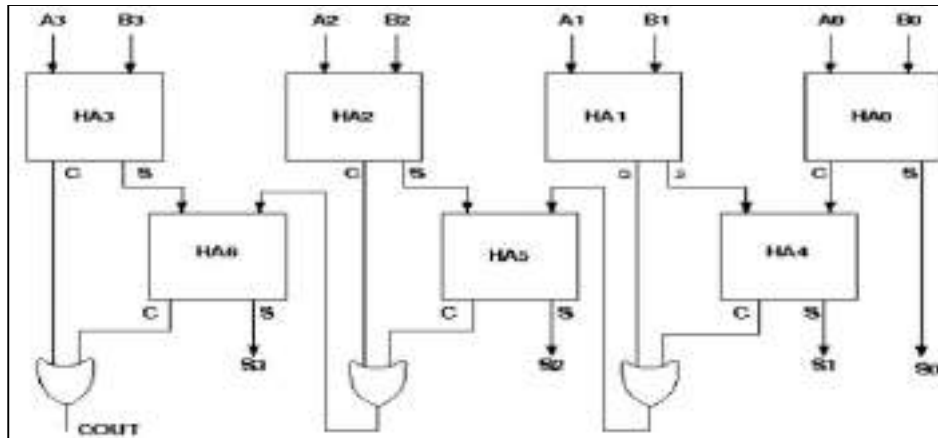 A3 B3 A2 B2 A1 B1 A0 B0
HA3 HA2 HA1 HA0
C S C S C S C S
HA6 HA5 HA4
C S C S C S
S3 S2 S1 S0
COUT